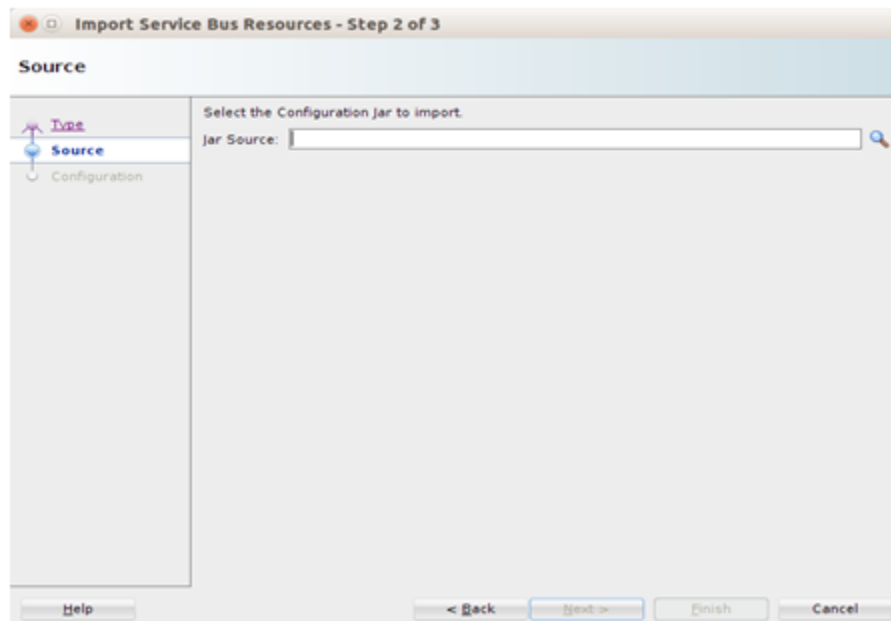 Import Service Bus Resources - Step 2 of 3
Source
Type
Source
Configuration
Select the Configuration Jar to import.
Jar Source:
Help
< Back
Next >
Finish
Cancel